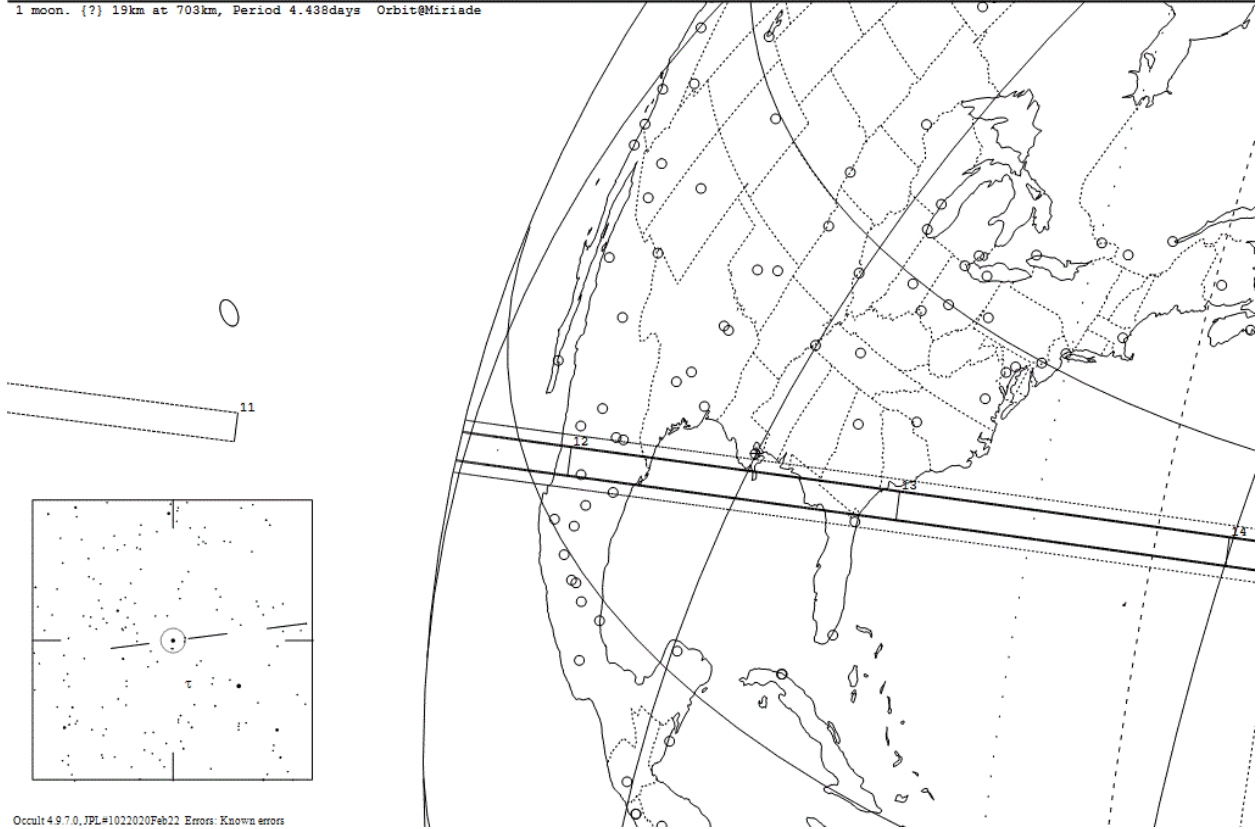 1 moon. {?} 19km at 703km, Period 4.438days Orbit@Miriade
11
12
13
14
τ
Occult 4.9.7.0, JPL#1022020Feb22 Errors: Known errors